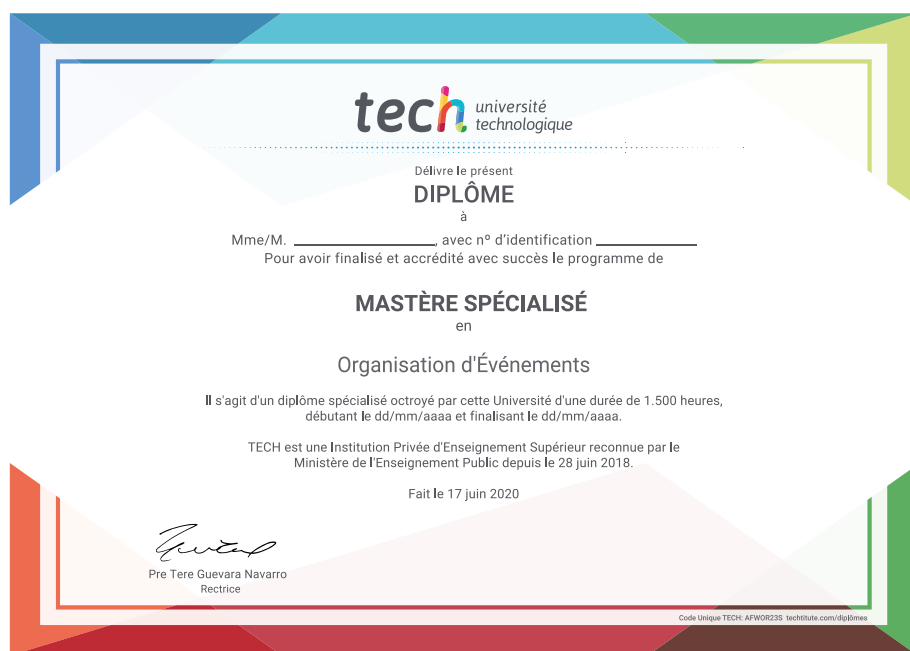 tech université
technologique
Délivre le présent
DIPLÔME
à
Mme/M. ____________________, avec nº d'identification ______________
Pour avoir finalisé et accrédité avec succès le programme de
MASTÈRE SPÉCIALISÉ
en
Organisation d'Événements
Il s'agit d'un diplôme spécialisé octroyé par cette Université d'une durée de 1.500 heures,
débutant le dd/mm/aaaa et finalisant le dd/mm/aaaa.
TECH est une Institution Privée d'Enseignement Supérieur reconnue par le
Ministère de l'Enseignement Public depuis le 28 juin 2018.
Fait le 17 juin 2020
Pre Tere Guevara Navarro
Rectrice
Code Unique TECH: AFWOR23S techtitute.com/diplômes